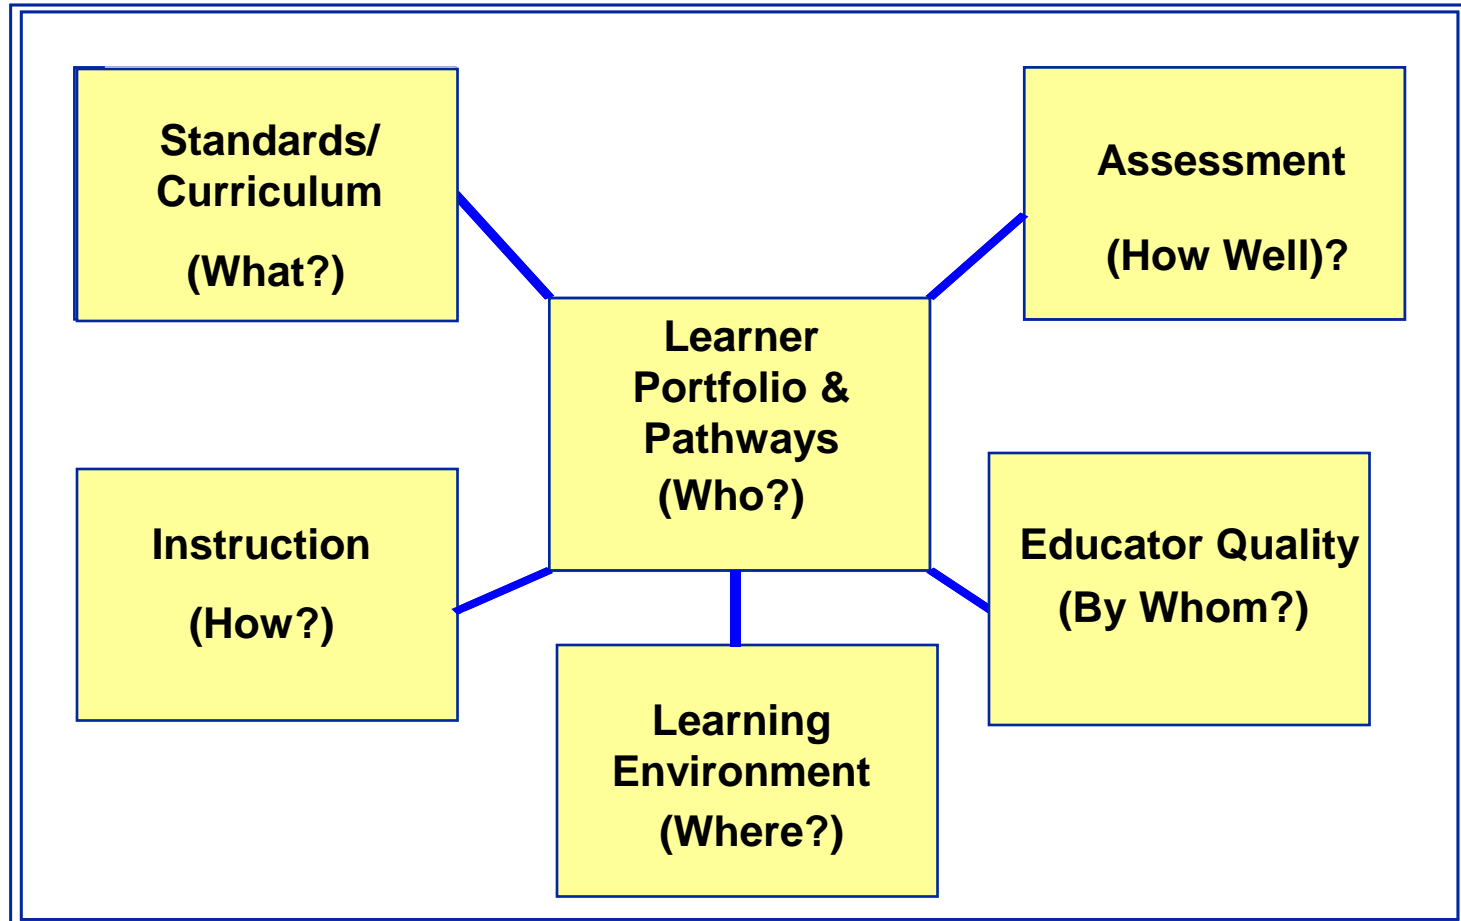 Standards/
Curriculum
(What?)
Assessment
(How Well)?
Learner
Portfolio &
Pathways
(Who?)
Instruction
(How?)
Educator Quality
(By Whom?)
Learning
Environment
(Where?)